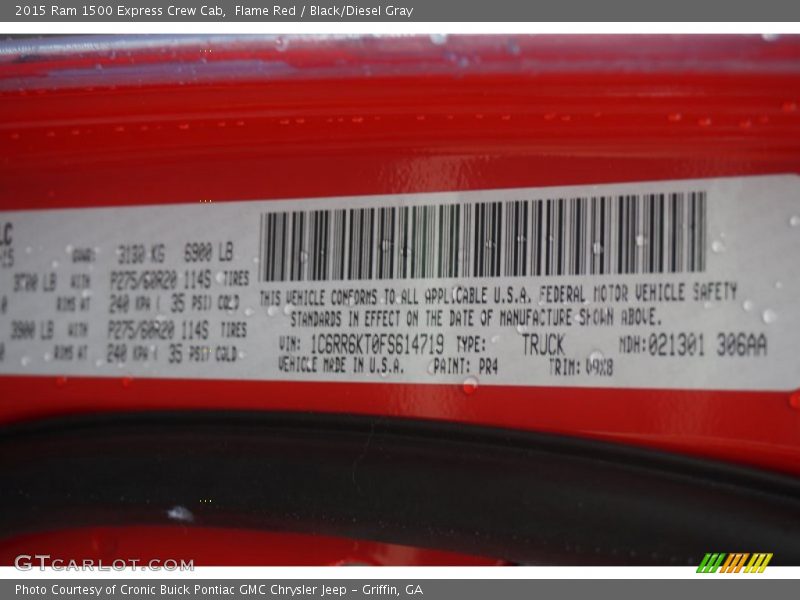 2015 Ram 1500 Express Crew Cab, Flame Red / Black/Diesel Gray
LC
3130 KG 6900 LB
THIS VEHICLE CONFORMS TO ALL APPLICABLE U.S.A. FEDERAL MOTOR VEHICLE SAFETY
STANDARDS IN EFFECT ON THE DATE OF MANUFACTURE SHOWN ABOVE.
3700 LB WITH P275/60R20 114S TIRES
RIMS AT 240 KPA ( 35 PSI) COLD
3900 LB WITH P275/60R20 114S TIRES
RIMS AT 240 KPA ( 35 PSI) COLD
VIN: 1C6RR6KT0FS614719 TYPE: TRUCK MDH:021301 306AA
VEHICLE MADE IN U.S.A. PAINT: PR4 TRIM:
GTCARLOT.COM
Photo Courtesy of Cronic Buick Pontiac GMC Chrysler Jeep - Griffin, GA